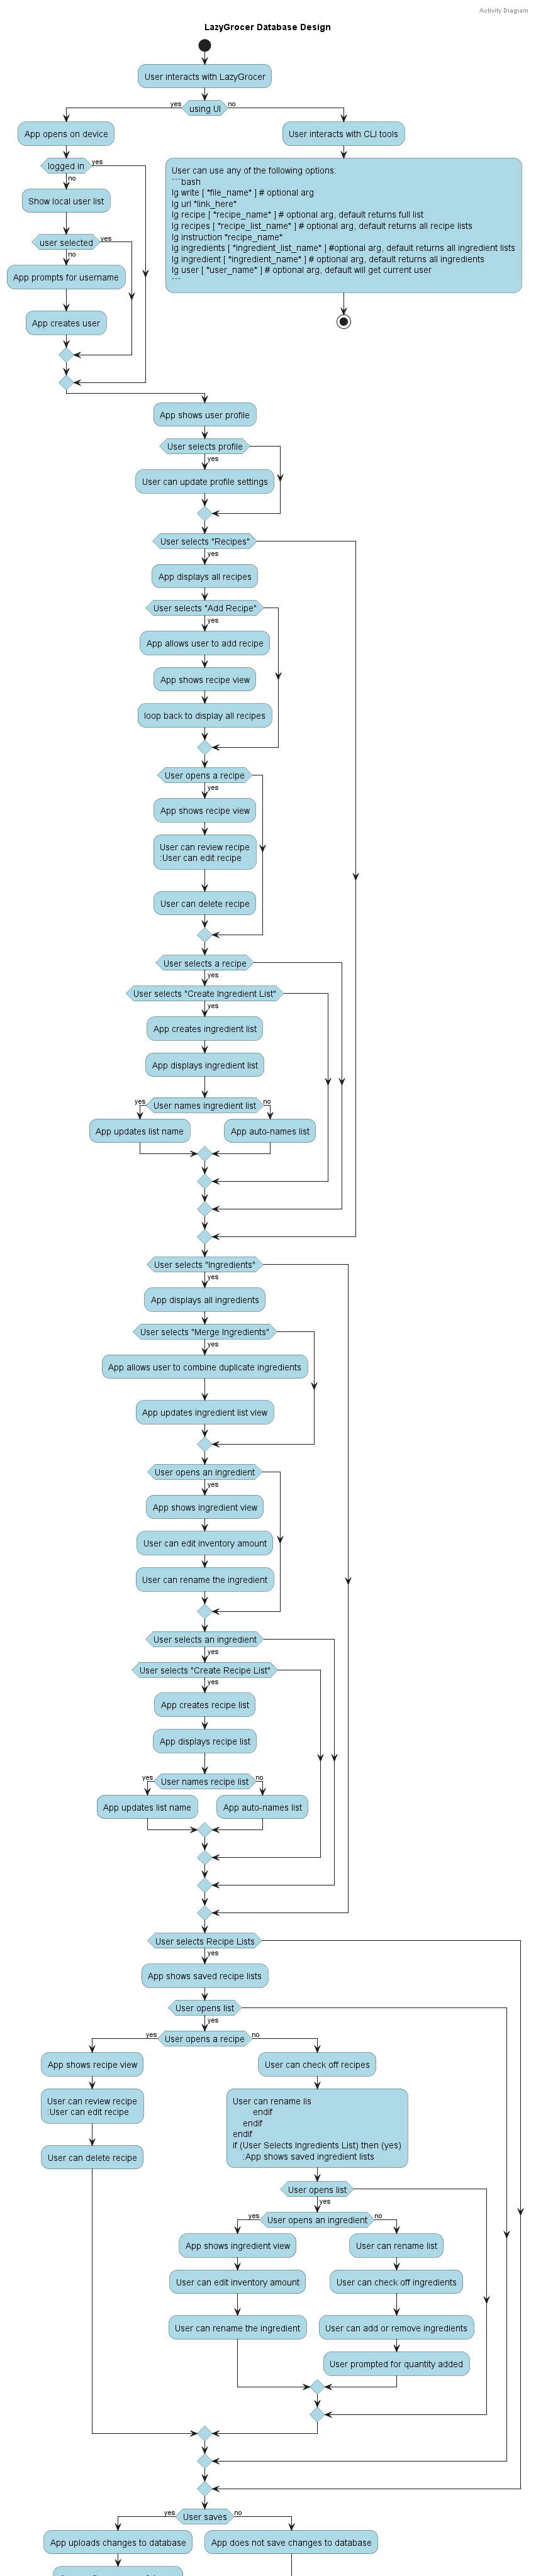 Activity Diagram
LazyGrocer Database Design
User interacts with LazyGrocer
yes
using UI
no
App opens on device
User interacts with CLI tools
logged in
yes
no
User can use any of the following options:
```bash
lg write [ *file_name* ] # optional arg
lg url *link_here*
lg recipe [ *recipe_name* ] # optional arg, default returns full list
lg recipes [ *recipe_list_name* ] # optional arg, default returns all recipe lists
lg instruction *recipe_name*
lg ingredients [ *ingredient_list_name* ] #optional arg, default returns all ingredient lists
lg ingredient [ *ingredient_name* ] # optional arg, default returns all ingredients
lg user [ *user_name* ] # optional arg, default will get current user
```
Show local user list
user selected
yes
no
App prompts for username
App creates user
App shows user profile
User selects profile
yes
User can update profile settings
User selects "Recipes"
yes
App displays all recipes
User selects "Add Recipe"
yes
App allows user to add recipe
App shows recipe view
loop back to display all recipes
User opens a recipe
yes
App shows recipe view
User can review recipe
:User can edit recipe
User can delete recipe
User selects a recipe
yes
User selects "Create Ingredient List"
yes
App creates ingredient list
App displays ingredient list
yes
User names ingredient list
no
App updates list name
App auto-names list
User selects "Ingredients"
yes
App displays all ingredients
User selects "Merge Ingredients"
yes
App allows user to combine duplicate ingredients
App updates ingredient list view
User opens an ingredient
yes
App shows ingredient view
User can edit inventory amount
User can rename the ingredient
User selects an ingredient
yes
User selects "Create Recipe List"
yes
App creates recipe list
App displays recipe list
yes
User names recipe list
no
App updates list name
App auto-names list
User selects Recipe Lists
yes
App shows saved recipe lists
User opens list
yes
yes
User opens a recipe
no
App shows recipe view
User can check off recipes
User can review recipe
:User can edit recipe
User can delete recipe
User can rename lis
endif
endif
endif
if (User Selects Ingredients List) then (yes)
:App shows saved ingredient lists
User opens list
yes
yes
User opens an ingredient
no
App shows ingredient view
User can rename list
User can edit inventory amount
User can check off ingredients
User can rename the ingredient
User can add or remove ingredients
User prompted for quantity added
yes
User saves
no
App uploads changes to database
App does not save changes to database